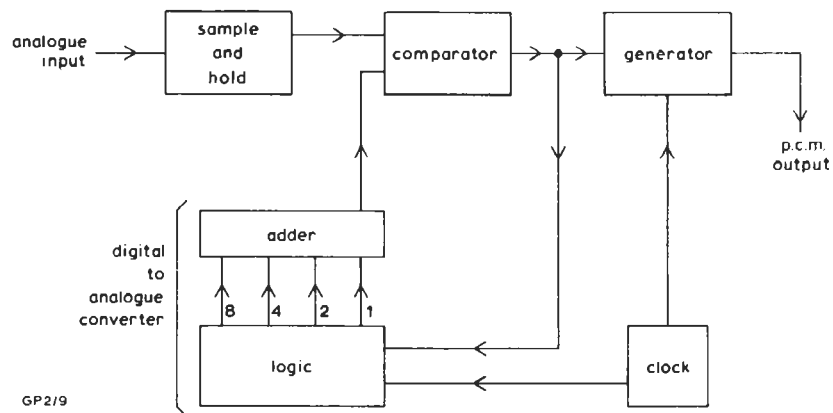 analogue
input
sample
and
hold
comparator
generator
p.c.m.
output
adder
digital
to
analogue
converter
8 4 2 1
logic
clock
GP2/9